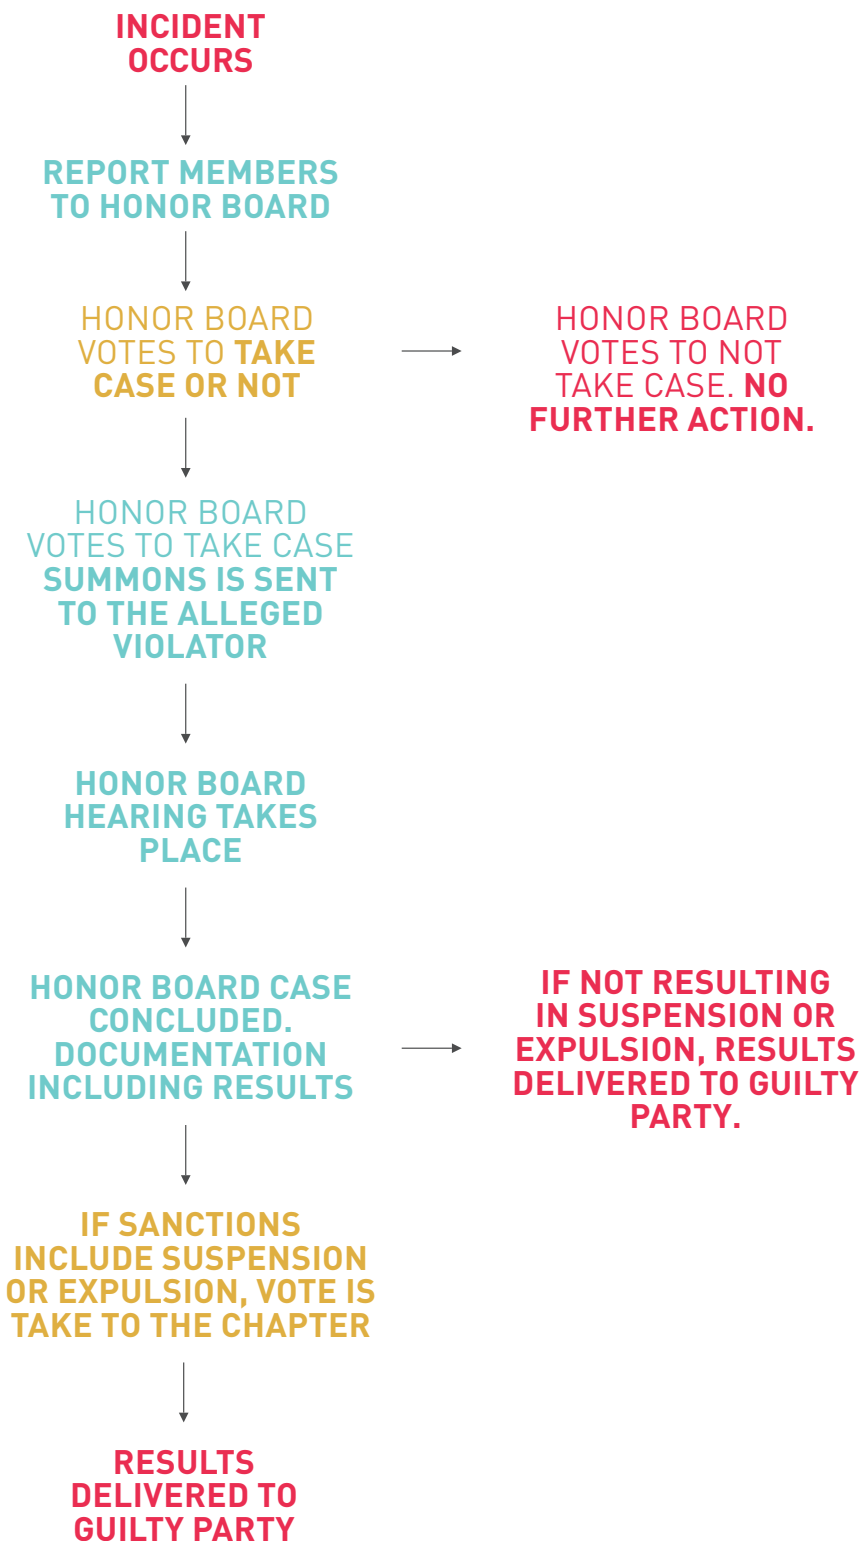 INCIDENT
OCCURS
REPORT MEMBERS
TO HONOR BOARD
HONOR BOARD
VOTES TO TAKE
CASE OR NOT
HONOR BOARD
VOTES TO NOT
TAKE CASE. NO
FURTHER ACTION.
HONOR BOARD
VOTES TO TAKE CASE
SUMMONS IS SENT
TO THE ALLEGED
VIOLATOR
HONOR BOARD
HEARING TAKES
PLACE
HONOR BOARD CASE
CONCLUDED.
DOCUMENTATION
INCLUDING RESULTS
IF NOT RESULTING
IN SUSPENSION OR
EXPULSION, RESULTS
DELIVERED TO GUILTY
PARTY.
IF SANCTIONS
INCLUDE SUSPENSION
OR EXPULSION, VOTE IS
TAKE TO THE CHAPTER
RESULTS
DELIVERED TO
GUILTY PARTY